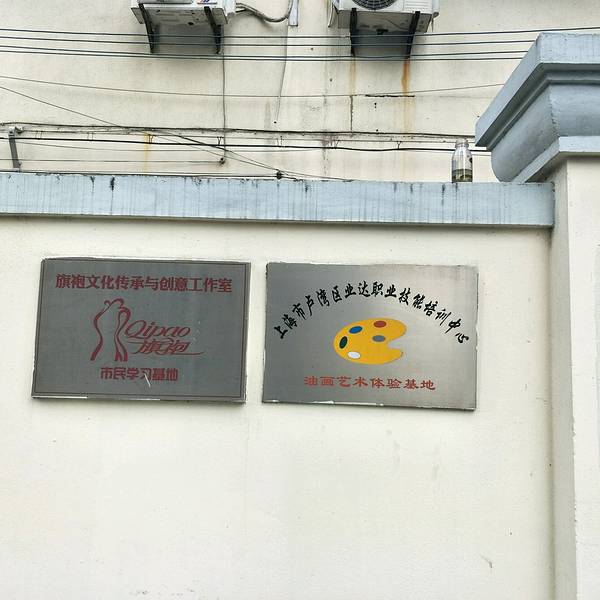 旗袍文化传承与创意工作室
Qipao
旗袍
市民学习基地
上海市卢湾区业达职业技能培训中心
油画艺术体验基地